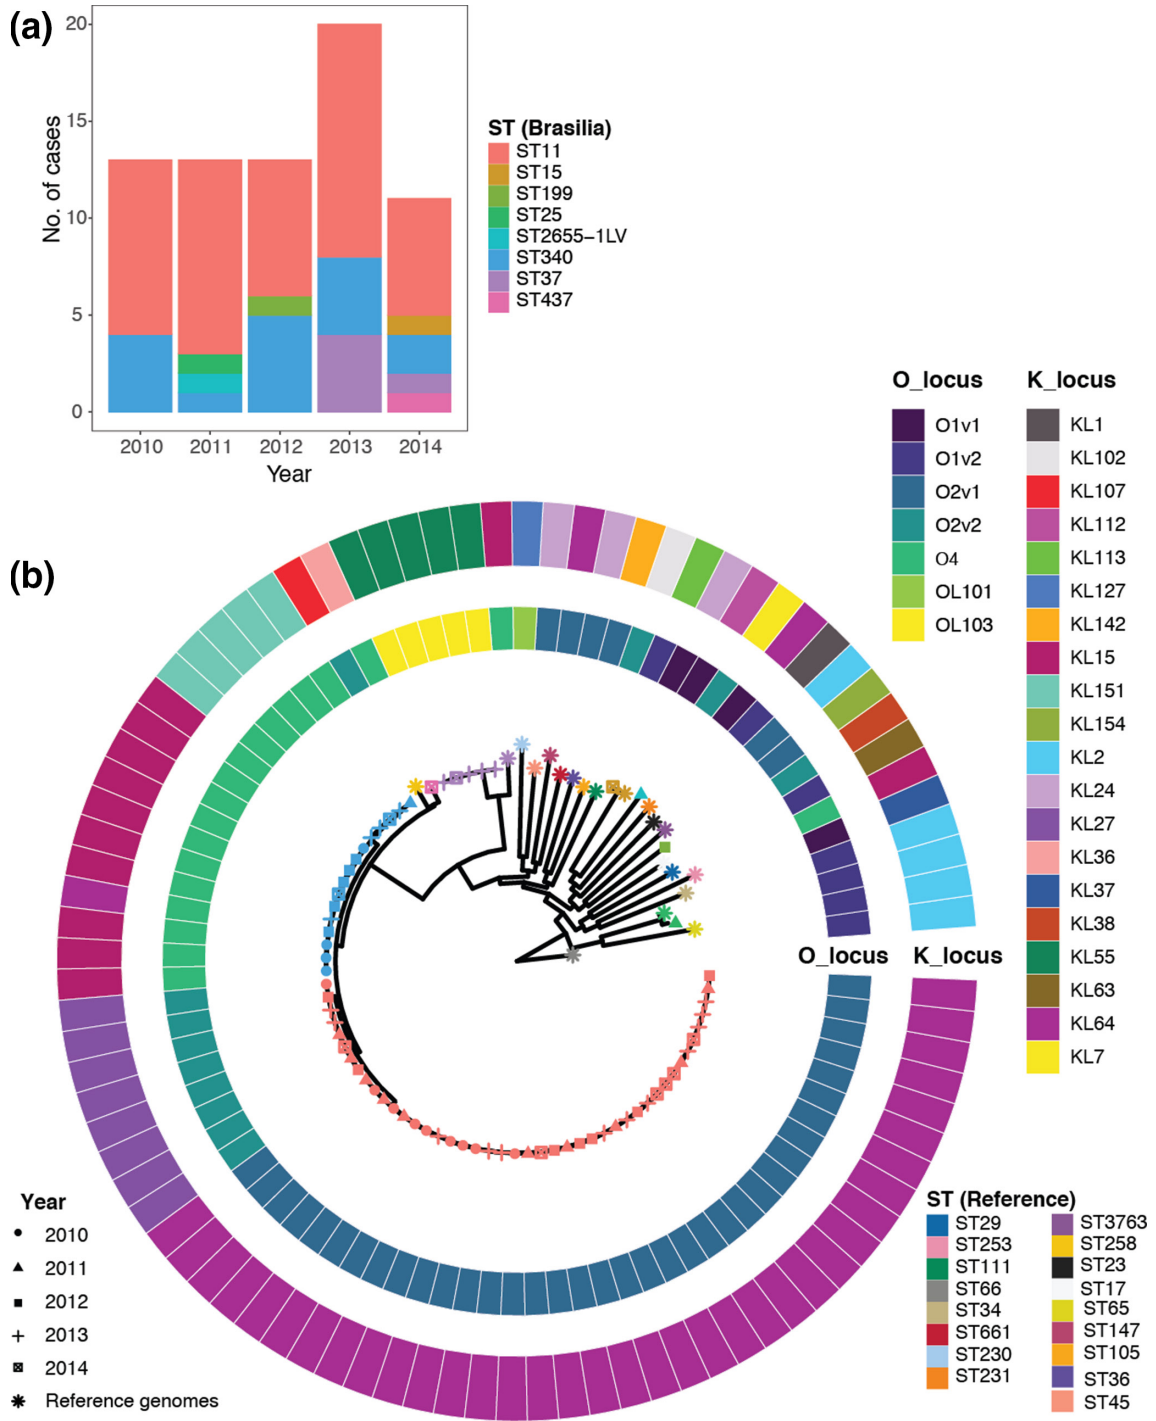 (a)
No. of cases
20
15
10
5
0
2010 2011 2012 2013 2014
Year
ST (Brasilia)
ST11
ST15
ST199
ST25
ST2655−1LV
ST340
ST37
ST437
(b)
O_locus
O1v1
O1v2
O2v1
O2v2
O4
OL101
OL103
K_locus
KL1
KL102
KL107
KL112
KL113
KL127
KL142
KL15
KL151
KL154
KL2
KL24
KL27
KL36
KL37
KL38
KL55
KL63
KL64
KL7
O_locus K_locus
Year
2010
2011
2012
2013
2014
Reference genomes
ST (Reference)
ST29
ST253
ST111
ST66
ST34
ST661
ST230
ST231
ST3763
ST258
ST23
ST17
ST65
ST147
ST105
ST36
ST45